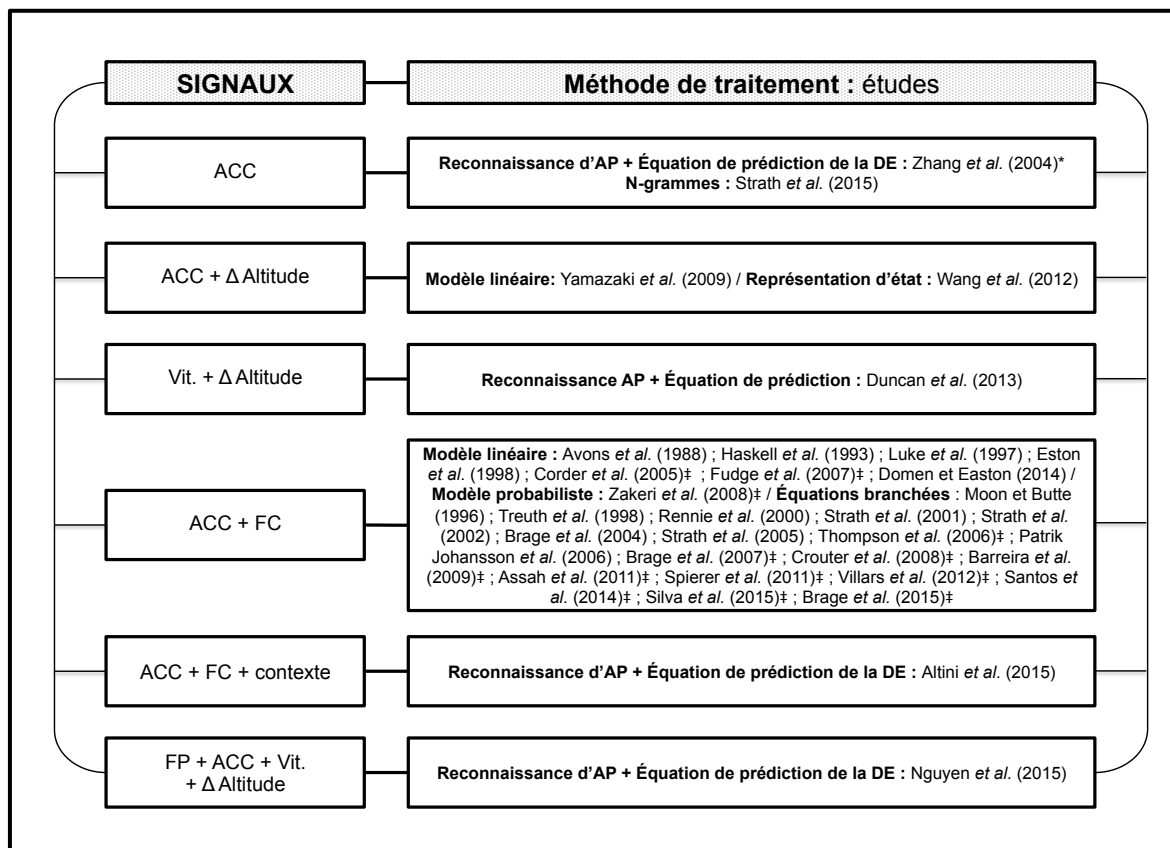 SIGNAUX
Méthode de traitement : études
ACC
Reconnaissance d'AP + Équation de prédiction de la DE : Zhang et al. (2004)*
N-grammes : Strath et al. (2015)
ACC + Δ Altitude
Modèle linéaire: Yamazaki et al. (2009) / Représentation d'état : Wang et al. (2012)
Vit. + Δ Altitude
Reconnaissance AP + Équation de prédiction : Duncan et al. (2013)
ACC + FC
Modèle linéaire : Avons et al. (1988) ; Haskell et al. (1993) ; Luke et al. (1997) ; Eston
et al. (1998) ; Corder et al. (2005)‡ ; Fudge et al. (2007)‡ ; Domen et Easton (2014) /
Modèle probabiliste : Zakeri et al. (2008)‡ / Équations branchées : Moon et Butte
(1996) ; Treuth et al. (1998) ; Rennie et al. (2000) ; Strath et al. (2001) ; Strath et al.
(2002) ; Brage et al. (2004) ; Strath et al. (2005) ; Thompson et al. (2006)‡ ; Patrik
Johansson et al. (2006) ; Brage et al. (2007)‡ ; Crouter et al. (2008)‡ ; Barreira et al.
(2009)‡ ; Assah et al. (2011)‡ ; Spierer et al. (2011)‡ ; Villars et al. (2012)‡ ; Santos et
al. (2014)‡ ; Silva et al. (2015)‡ ; Brage et al. (2015)‡
ACC + FC + contexte
Reconnaissance d'AP + Équation de prédiction de la DE : Altini et al. (2015)
FP + ACC + Vit.
+ Δ Altitude
Reconnaissance d'AP + Équation de prédiction de la DE : Nguyen et al. (2015)